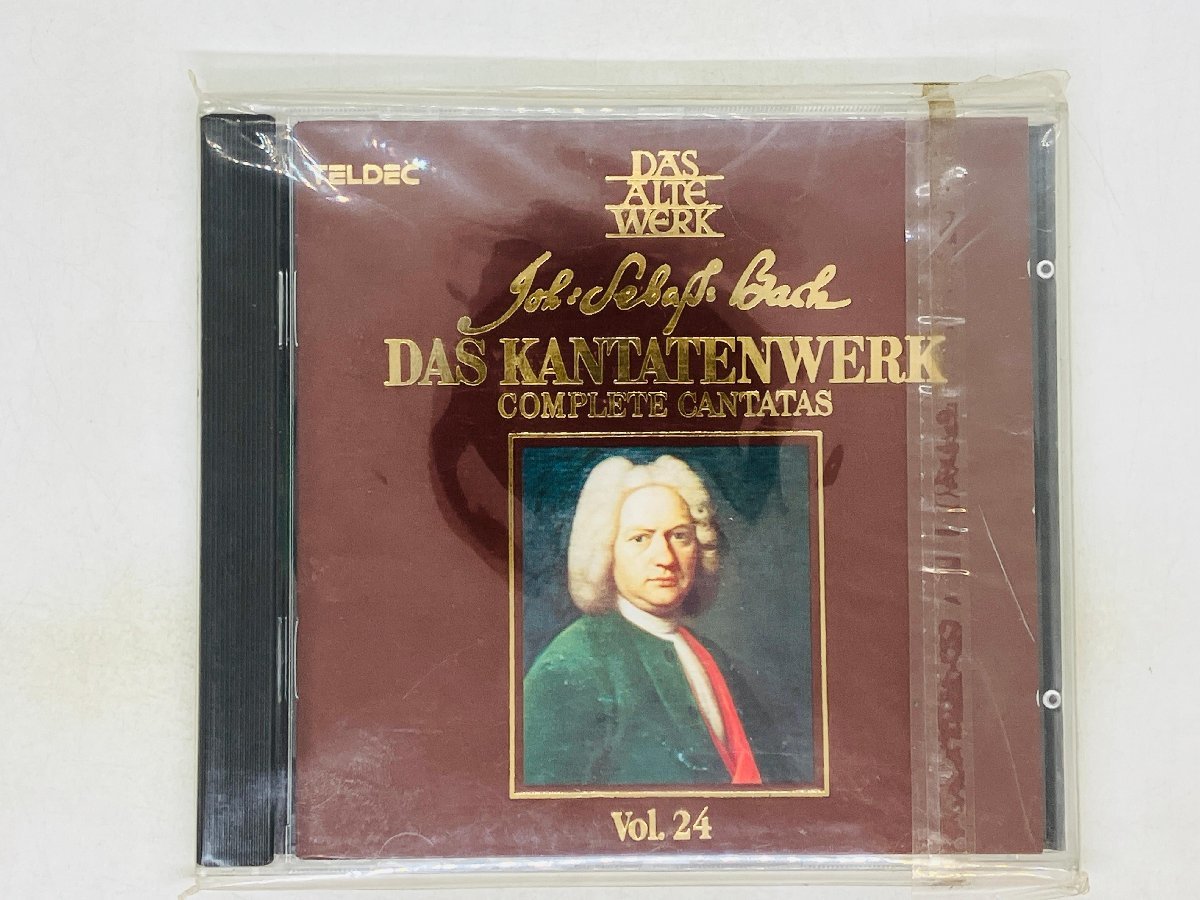 TELDEC
DAS
ALTE
WERK
Joh. Sebaſt. Bach
DAS KANTATENWERK
COMPLETE CANTATAS
Vol. 24